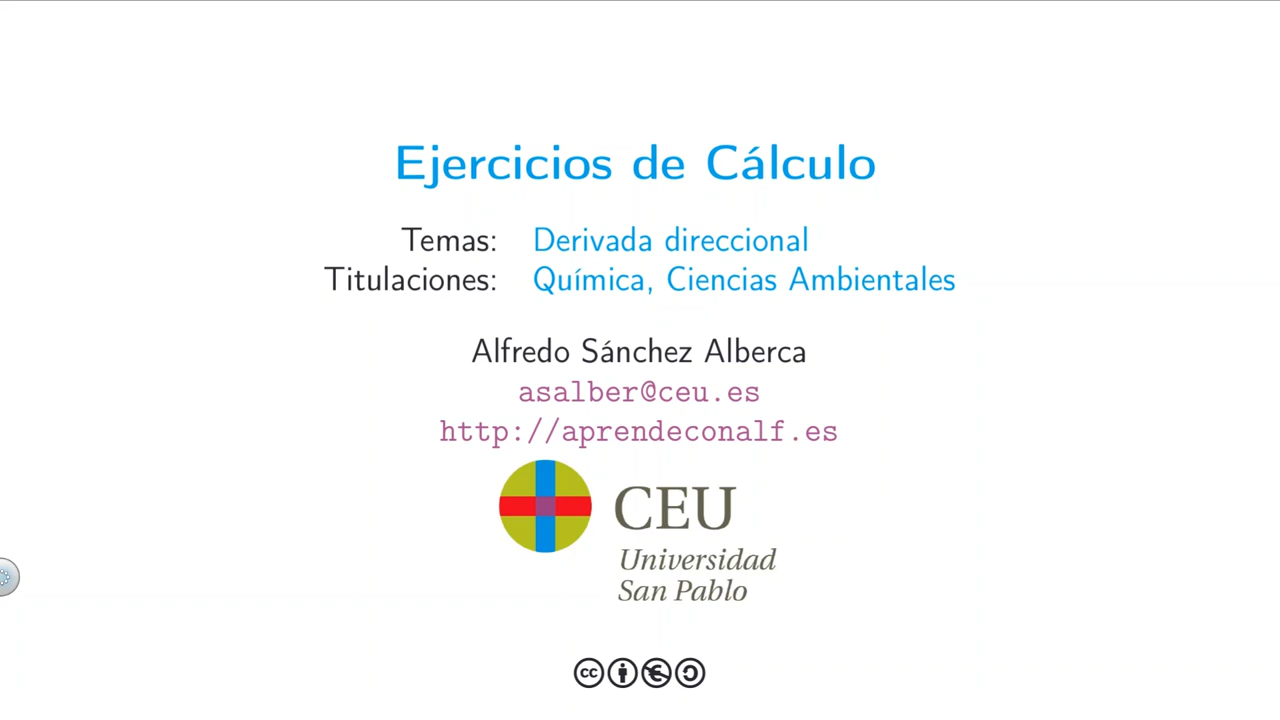 Ejercicios de Cálculo
Temas: Derivada direccional
Titulaciones: Química, Ciencias Ambientales
Alfredo Sánchez Alberca
asalber@ceu.es
http://aprendeconalf.es
CEU
Universidad
San Pablo
cc